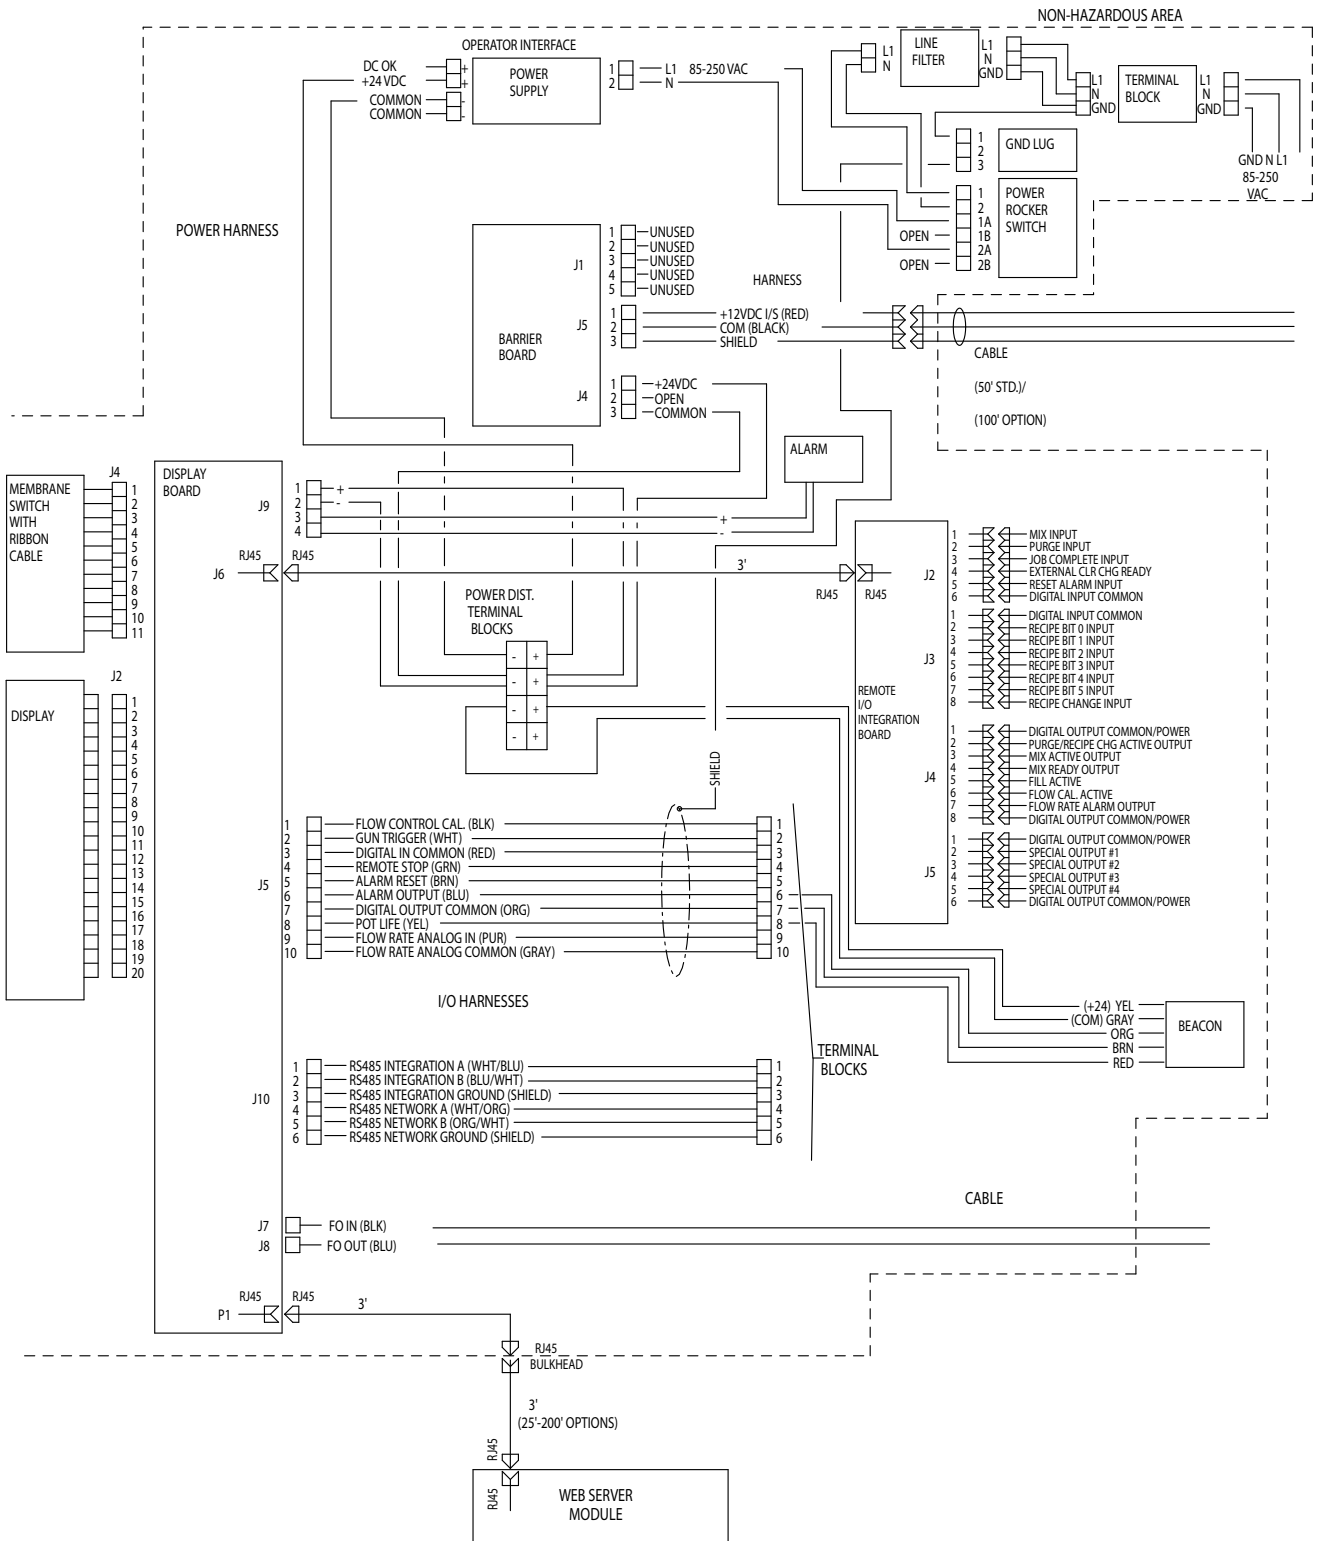 NON-HAZARDOUS AREA
OPERATOR INTERFACE
DC OK
+24 VDC
COMMON
COMMON
+
+
-
-
POWER
SUPPLY
1
2
L1 85-250 VAC
N
L1
N
LINE
FILTER
L1
N
GND
L1
N
GND
TERMINAL
BLOCK
L1
N
GND
GND N L1
85-250
VAC
1
2
3
GND LUG
1
2
1A
1B
2A
2B
OPEN
OPEN
POWER
ROCKER
SWITCH
POWER HARNESS
BARRIER
BOARD
J1
1
2
3
4
5
UNUSED
UNUSED
UNUSED
UNUSED
UNUSED
HARNESS
J5
1
2
3
+12VDC I/S (RED)
COM (BLACK)
SHIELD
CABLE
(50' STD.)/
(100' OPTION)
J4
1
2
3
+24VDC
OPEN
COMMON
ALARM
MEMBRANE
SWITCH
WITH
RIBBON
CABLE
J4
1
2
3
4
5
6
7
8
9
10
11
DISPLAY
BOARD
J9
1
2
3
4
+
-
+
-
J6
RJ45
RJ45
3'
RJ45
RJ45
POWER DIST.
TERMINAL
BLOCKS
- +
- +
- +
- +
DISPLAY
J2
1
2
3
4
5
6
7
8
9
10
11
12
13
14
15
16
17
18
19
20
REMOTE
I/O
INTEGRATION
BOARD
J2
1 MIX INPUT
2 PURGE INPUT
3 JOB COMPLETE INPUT
4 EXTERNAL CLR CHG READY
5 RESET ALARM INPUT
6 DIGITAL INPUT COMMON
J3
1 DIGITAL INPUT COMMON
2 RECIPE BIT 0 INPUT
3 RECIPE BIT 1 INPUT
4 RECIPE BIT 2 INPUT
5 RECIPE BIT 3 INPUT
6 RECIPE BIT 4 INPUT
7 RECIPE BIT 5 INPUT
8 RECIPE CHANGE INPUT
J4
1 DIGITAL OUTPUT COMMON/POWER
2 PURGE/RECIPE CHG ACTIVE OUTPUT
3 MIX ACTIVE OUTPUT
4 MIX READY OUTPUT
5 FILL ACTIVE
6 FLOW CAL. ACTIVE
7 FLOW RATE ALARM OUTPUT
8 DIGITAL OUTPUT COMMON/POWER
J5
1 DIGITAL OUTPUT COMMON/POWER
2 SPECIAL OUTPUT #1
3 SPECIAL OUTPUT #2
4 SPECIAL OUTPUT #3
5 SPECIAL OUTPUT #4
6 DIGITAL OUTPUT COMMON/POWER
SHIELD
J5
1 FLOW CONTROL CAL. (BLK) 1
2 GUN TRIGGER (WHT) 2
3 DIGITAL IN COMMON (RED) 3
4 REMOTE STOP (GRN) 4
5 ALARM RESET (BRN) 5
6 ALARM OUTPUT (BLU) 6
7 DIGITAL OUTPUT COMMON (ORG) 7
8 POT LIFE (YEL) 8
9 FLOW RATE ANALOG IN (PUR) 9
10 FLOW RATE ANALOG COMMON (GRAY) 10
I/O HARNESSES
(+24) YEL
(COM) GRAY
ORG
BRN
RED
BEACON
TERMINAL
BLOCKS
J10
1 RS485 INTEGRATION A (WHT/BLU) 1
2 RS485 INTEGRATION B (BLU/WHT) 2
3 RS485 INTEGRATION GROUND (SHIELD) 3
4 RS485 NETWORK A (WHT/ORG) 4
5 RS485 NETWORK B (ORG/WHT) 5
6 RS485 NETWORK GROUND (SHIELD) 6
CABLE
J7 FO IN (BLK)
J8 FO OUT (BLU)
P1
RJ45
RJ45
3'
RJ45
BULKHEAD
3'
(25'-200' OPTIONS)
RJ45
RJ45
WEB SERVER
MODULE